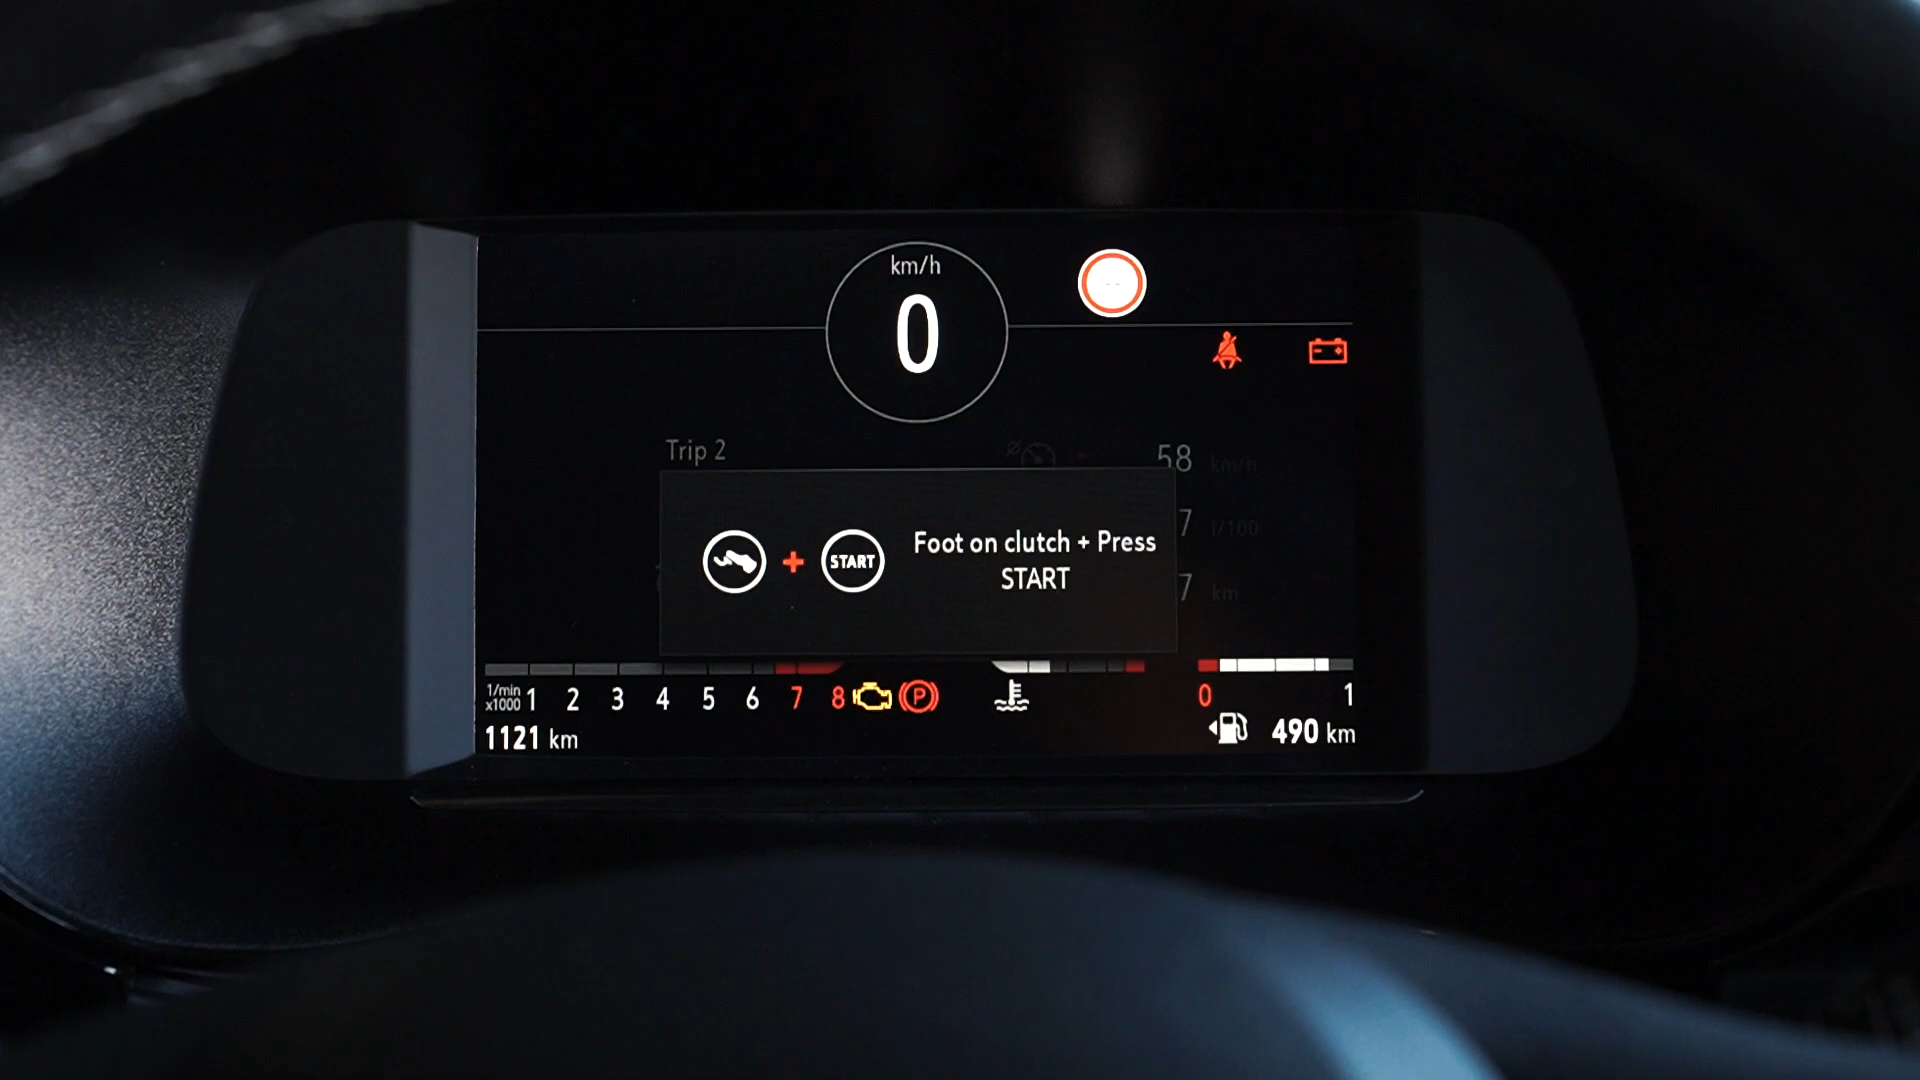 km/h
0
--
Trip 2
58 km/h
7 l/100
7 km
START
Foot on clutch + Press
START
1/min
x1000
1 2 3 4 5 6 7 8
P
0 1
1121 km
490 km